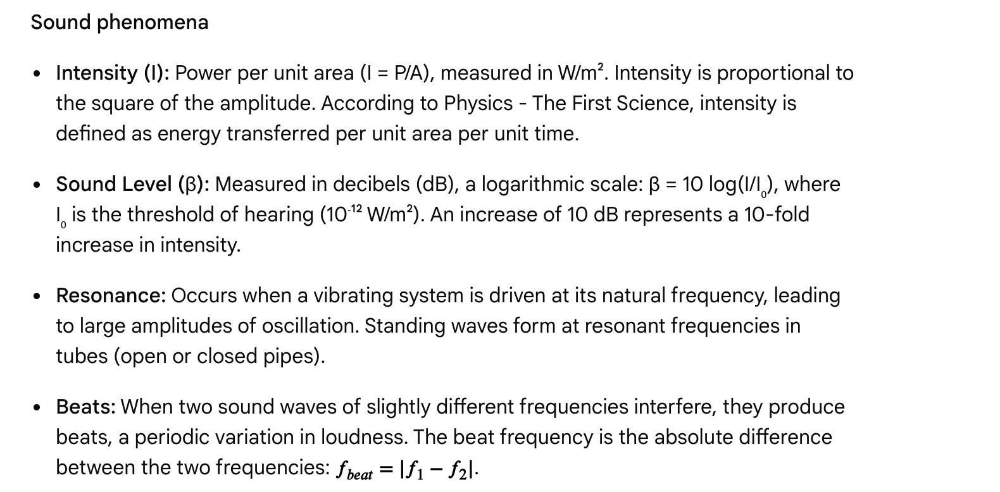 Sound phenomena
• Intensity (I): Power per unit area (I = P/A), measured in W/m². Intensity is proportional to
the square of the amplitude. According to Physics - The First Science, intensity is
defined as energy transferred per unit area per unit time.
• Sound Level (β): Measured in decibels (dB), a logarithmic scale: β = 10 log(I/I₀), where
I₀ is the threshold of hearing (10⁻¹² W/m²). An increase of 10 dB represents a 10-fold
increase in intensity.
• Resonance: Occurs when a vibrating system is driven at its natural frequency, leading
to large amplitudes of oscillation. Standing waves form at resonant frequencies in
tubes (open or closed pipes).
• Beats: When two sound waves of slightly different frequencies interfere, they produce
beats, a periodic variation in loudness. The beat frequency is the absolute difference
between the two frequencies: f_beat = |f₁ − f₂|.